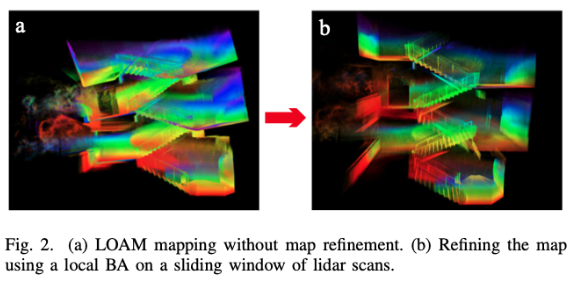 a
b
Fig. 2. (a) LOAM mapping without map refinement. (b) Refining the map
using a local BA on a sliding window of lidar scans.